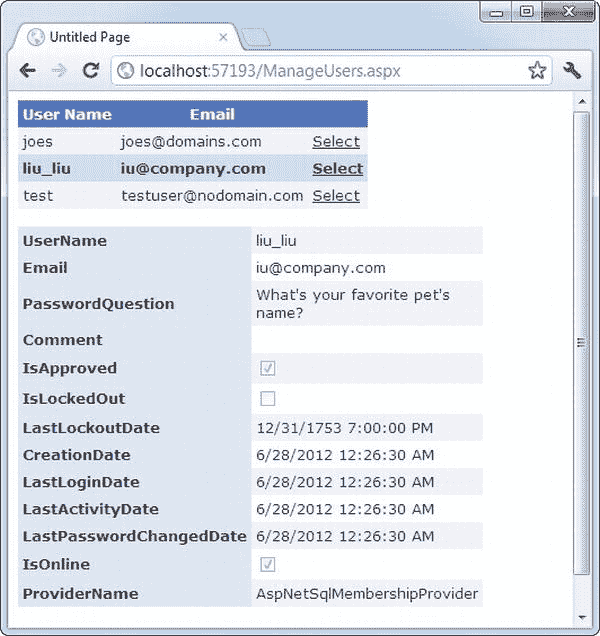 Untitled Page
localhost:57193/ManageUsers.aspx
User Name Email
joes joes@domains.com Select
liu_liu iu@company.com Select
test testuser@nodomain.com Select
UserName liu_liu
Email iu@company.com
PasswordQuestion What's your favorite pet's
name?
Comment
IsApproved
IsLockedOut
LastLockoutDate 12/31/1753 7:00:00 PM
CreationDate 6/28/2012 12:26:30 AM
LastLoginDate 6/28/2012 12:26:30 AM
LastActivityDate 6/28/2012 12:26:30 AM
LastPasswordChangedDate 6/28/2012 12:26:30 AM
IsOnline
ProviderName AspNetSqlMembershipProvider